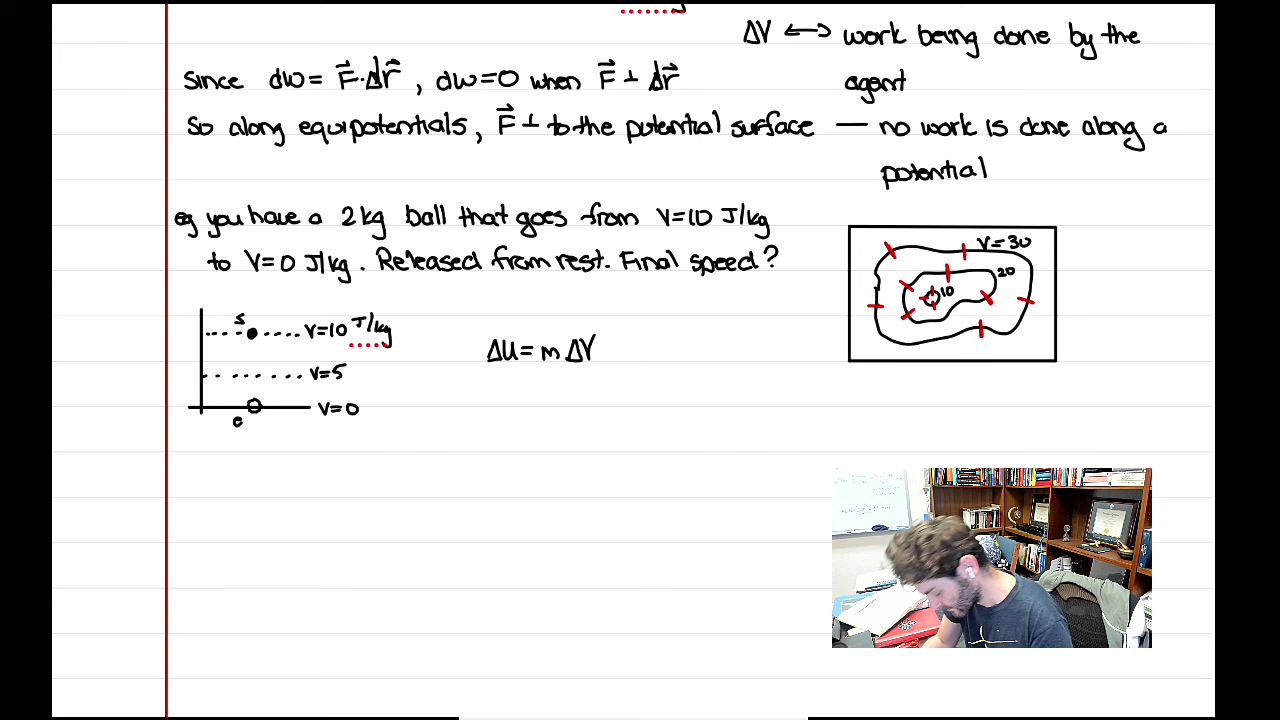 ΔV ↔ work being done by the
agent
Since dw = F⃗·dr⃗ , dw=0 when F⃗ ⊥ dr⃗
So along equipotentials, F⃗ ⊥ to the potential surface — no work is done along a
potential
eg you have a 2kg ball that goes from V=10 J/kg
to V=0 J/kg. Released from rest. Final speed?
V=30
20
10
s
V=10 J/kg
V=5
V=0
e
ΔU = m ΔV